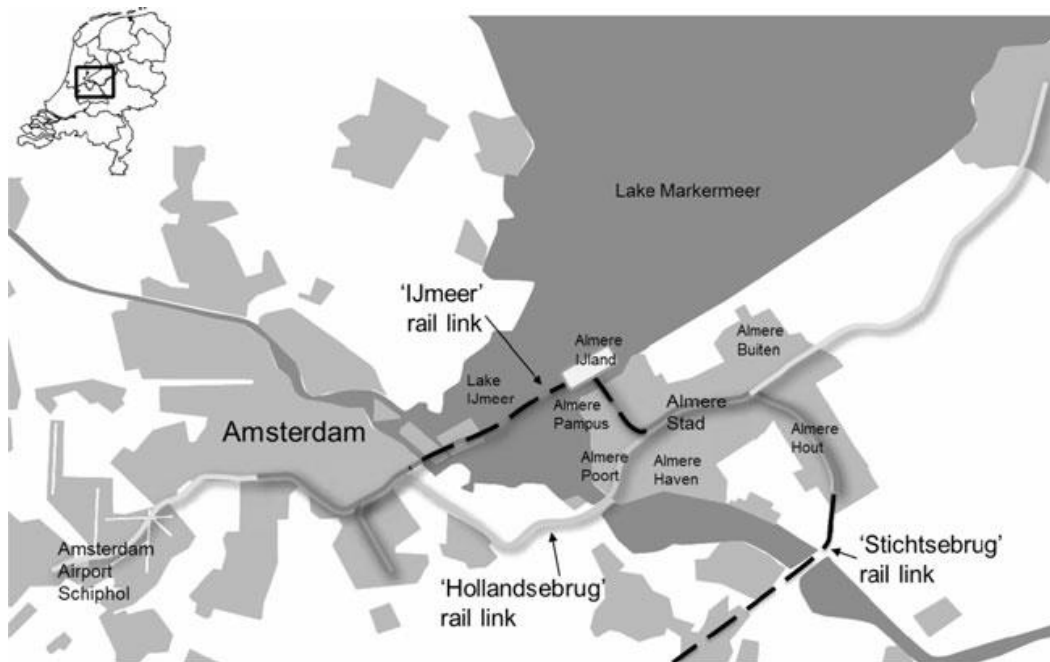 Lake Markermeer
'IJmeer'
rail link
Almere
IJland
Almere
Buiten
Lake
IJmeer
Almere
Pampus
Almere
Stad
Amsterdam
Almere
Hout
Almere
Poort
Almere
Haven
Amsterdam
Airport
Schiphol
'Hollandsebrug'
rail link
'Stichtsebrug'
rail link